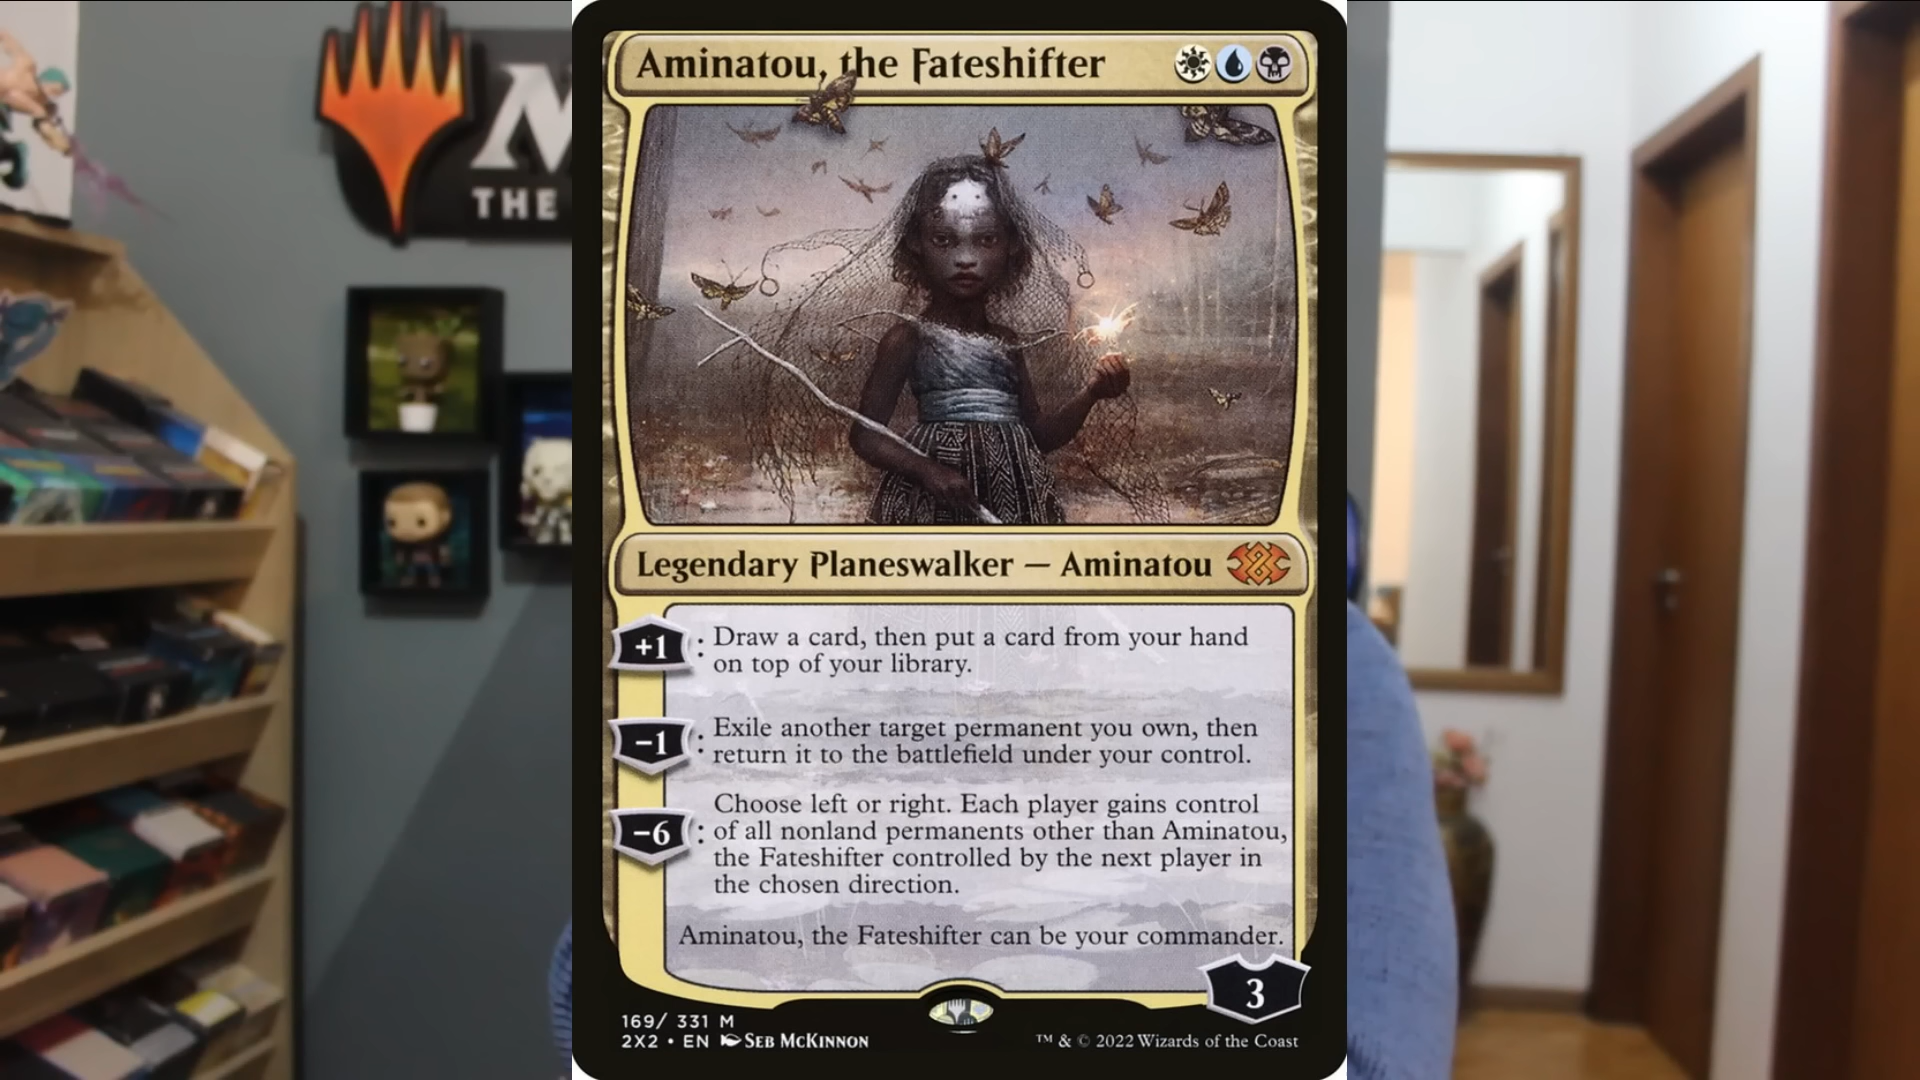 Aminatou, the Fateshifter
THE
Legendary Planeswalker — Aminatou
+1 : Draw a card, then put a card from your hand
on top of your library.
−1 : Exile another target permanent you own, then
return it to the battlefield under your control.
Choose left or right. Each player gains control
−6 : of all nonland permanents other than Aminatou,
the Fateshifter controlled by the next player in
the chosen direction.
Aminatou, the Fateshifter can be your commander.
3
169/ 331 M
2X2 • EN SEB MCKINNON
™ & © 2022 Wizards of the Coast